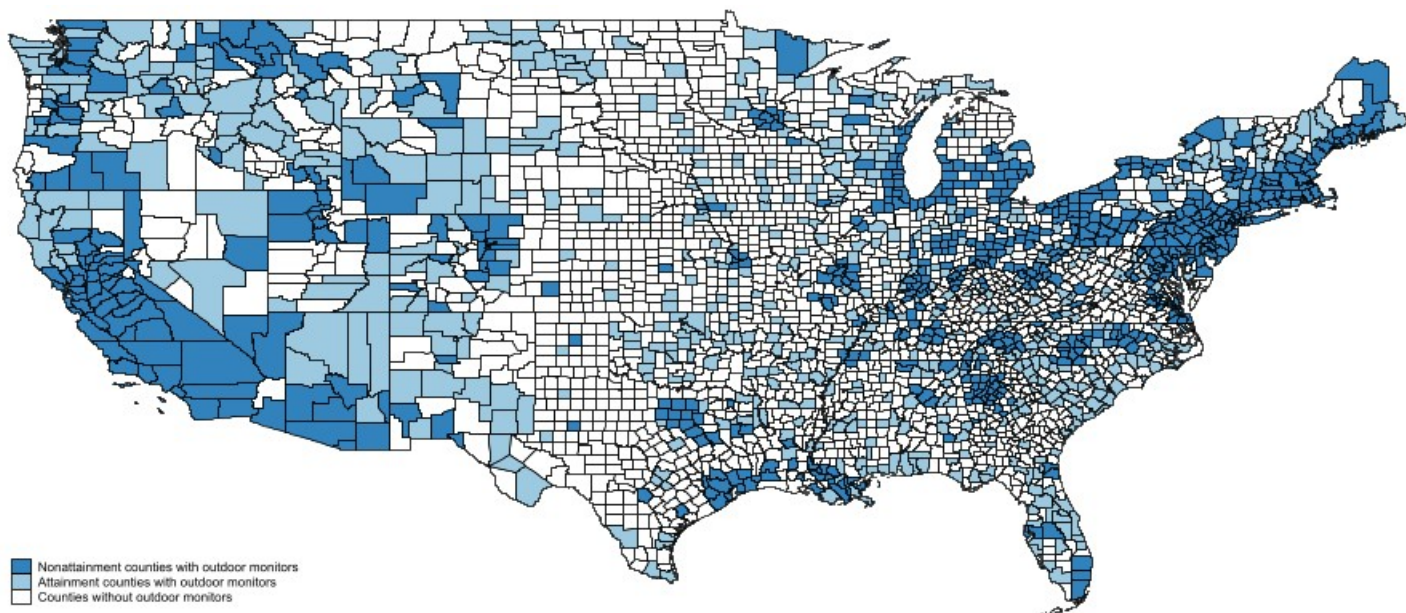 Nonattainment counties with outdoor monitors
Attainment counties with outdoor monitors
Counties without outdoor monitors